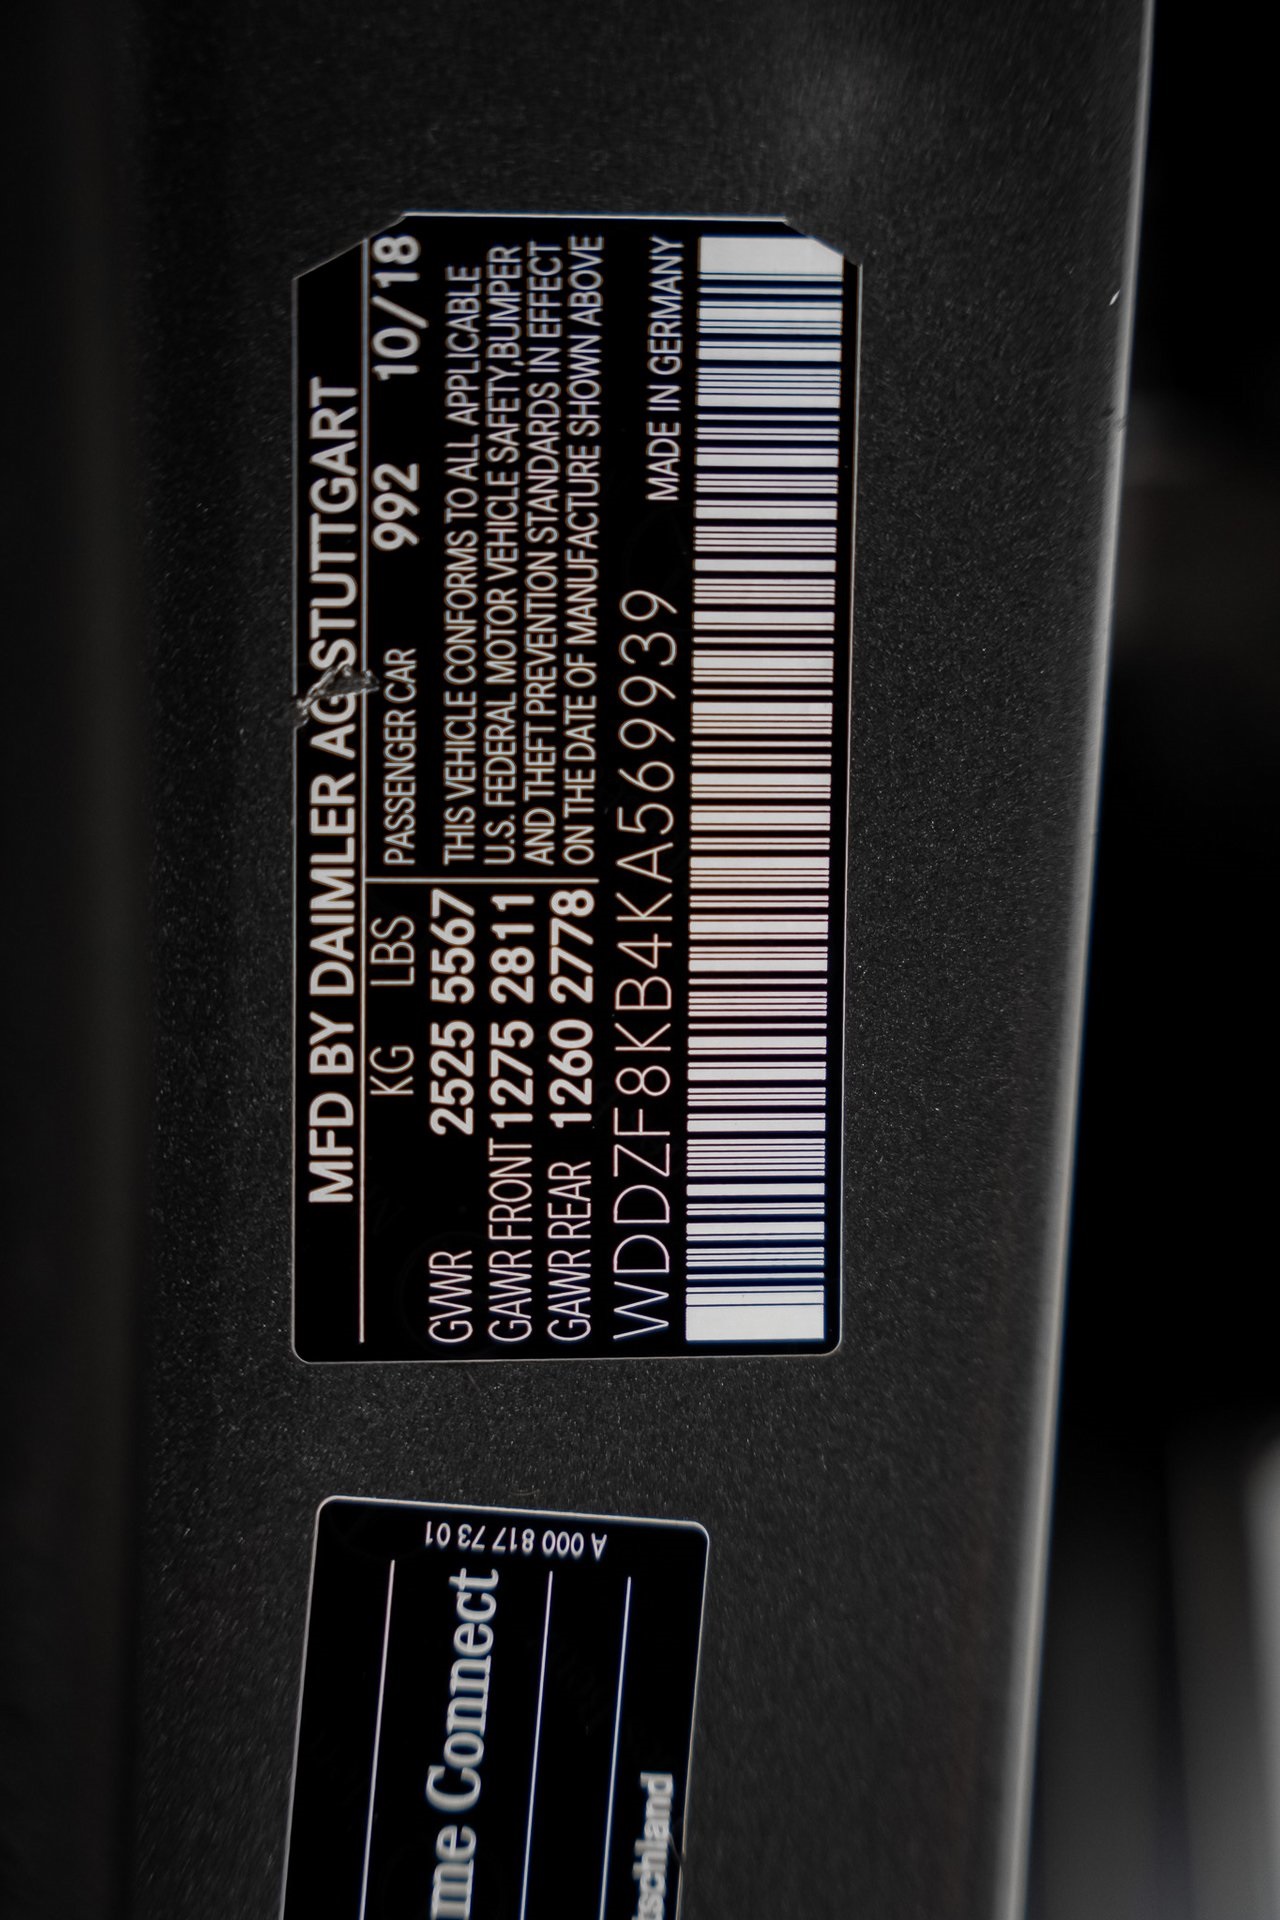 MFD BY DAIMLER AG STUTTGART
KG LBS PASSENGER CAR 992 10/18
GVWR 2525 5567
GAWR FRONT 1275 2811
GAWR REAR 1260 2778
THIS VEHICLE CONFORMS TO ALL APPLICABLE
U.S. FEDERAL MOTOR VEHICLE SAFETY,BUMPER
AND THEFT PREVENTION STANDARDS IN EFFECT
ON THE DATE OF MANUFACTURE SHOWN ABOVE
WDDZF8KB4KA569939 MADE IN GERMANY
A 000 817 73 01
me Connect
tschland